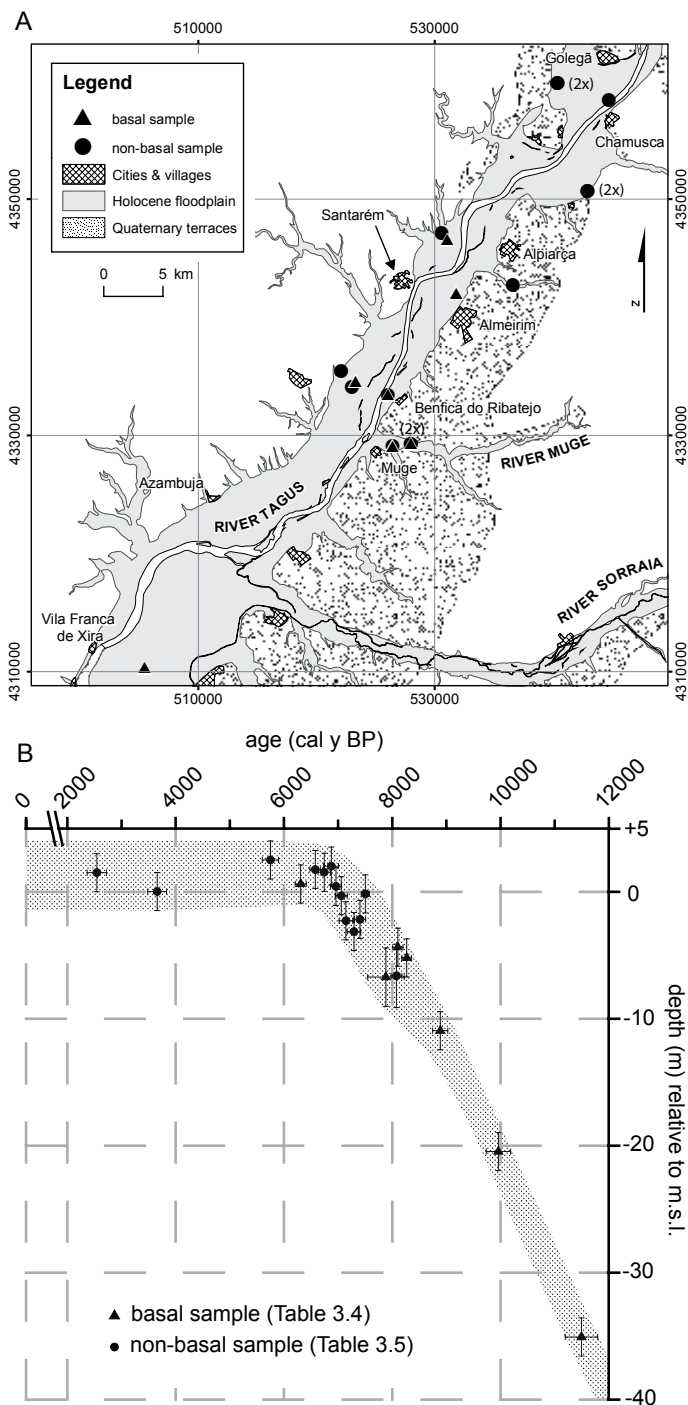 A
510000
530000
Legend
basal sample
non-basal sample
Cities & villages
Holocene floodplain
Quaternary terraces
0 5 km
Golegã
(2x)
Chamusca
(2x)
Santarém
Alpiarça
Almeirim
N
Benfica do Ribatejo
(2x)
Muge
RIVER MUGE
Azambuja
RIVER TAGUS
RIVER SORRAIA
Vila Franca
de Xira
4350000
4330000
4310000
4350000
4330000
4310000
510000
530000
B
age (cal y BP)
0
2000
4000
6000
8000
10000
12000
+5
0
-10
-20
-30
-40
depth (m) relative to m.s.l.
basal sample (Table 3.4)
non-basal sample (Table 3.5)